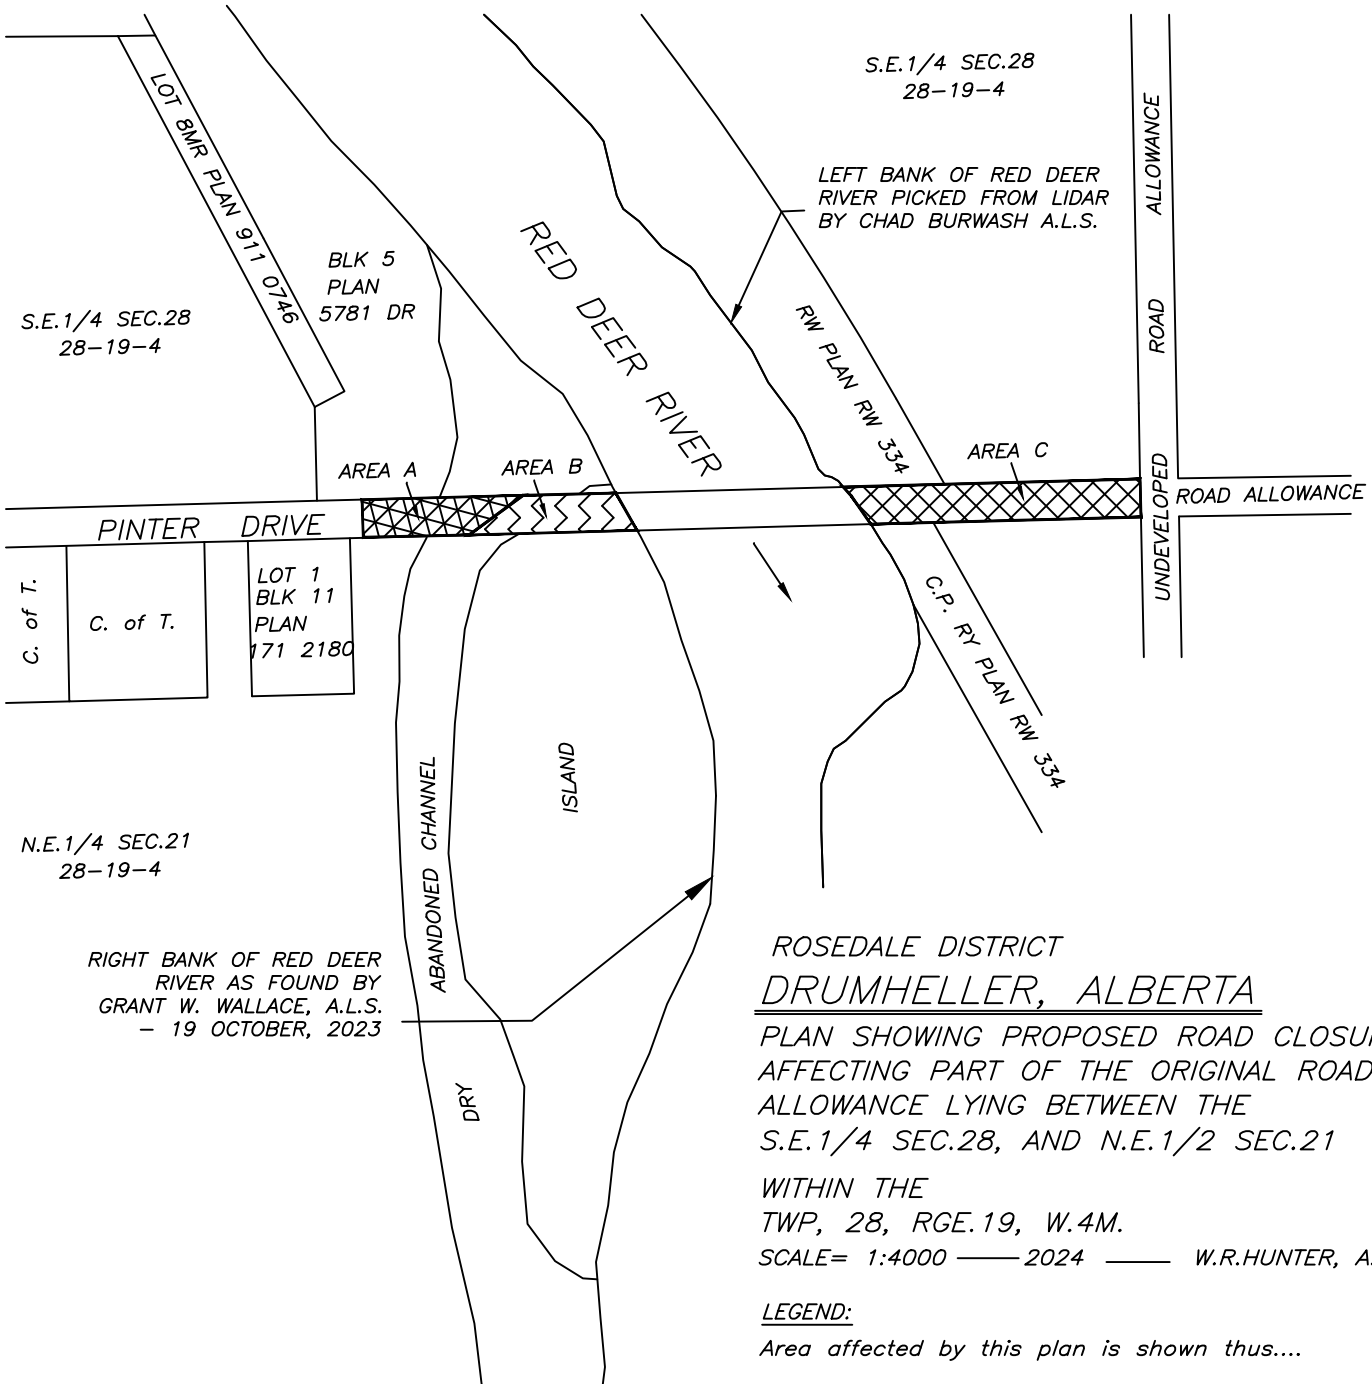 S.E.1/4 SEC.28
28-19-4
LOT 8MR PLAN 911 0746
BLK 5
PLAN
5781 DR
S.E.1/4 SEC.28
28-19-4
RED DEER RIVER
LEFT BANK OF RED DEER
RIVER PICKED FROM LIDAR
BY CHAD BURWASH A.L.S.
RW PLAN RW 334
UNDEVELOPED ROAD ALLOWANCE
AREA A
AREA B
AREA C
ROAD ALLOWANCE
PINTER DRIVE
C. of T.
C. of T.
LOT 1
BLK 11
PLAN
171 2180
C.P. RY PLAN RW 334
ISLAND
DRY ABANDONED CHANNEL
N.E.1/4 SEC.21
28-19-4
RIGHT BANK OF RED DEER
RIVER AS FOUND BY
GRANT W. WALLACE, A.L.S.
- 19 OCTOBER, 2023
ROSEDALE DISTRICT
DRUMHELLER, ALBERTA
PLAN SHOWING PROPOSED ROAD CLOSU
AFFECTING PART OF THE ORIGINAL ROAD
ALLOWANCE LYING BETWEEN THE
S.E.1/4 SEC.28, AND N.E.1/2 SEC.21
WITHIN THE
TWP, 28, RGE.19, W.4M.
SCALE= 1:4000 —— 2024 —— W.R.HUNTER, A.
LEGEND:
Area affected by this plan is shown thus....